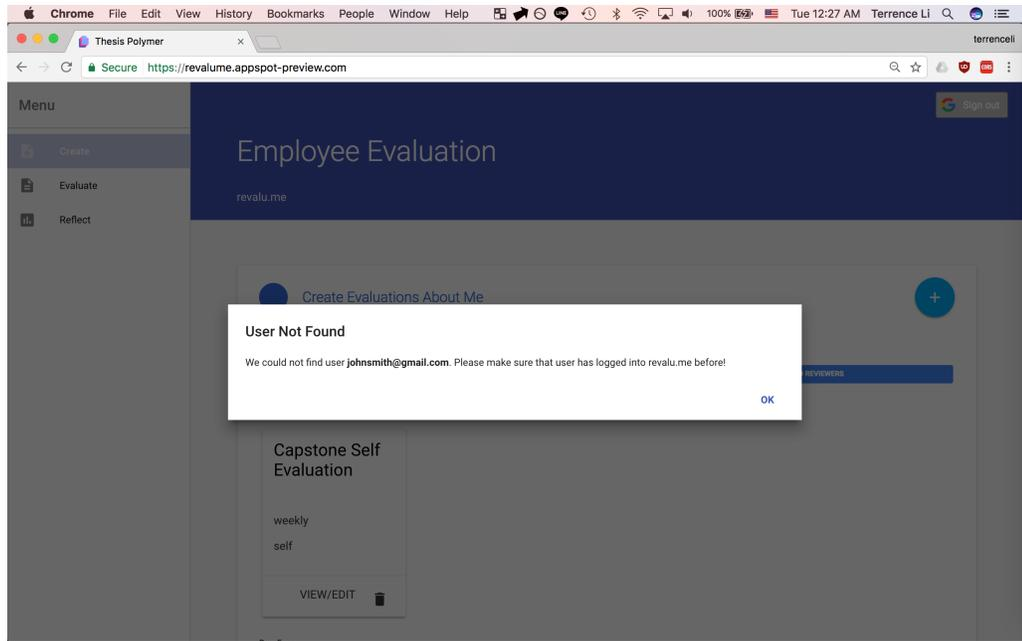 Chrome File Edit View History Bookmarks People Window Help LINE 100% Tue 12:27 AM Terrence Li
Thesis Polymer × terrenceli
Secure https://revalume.appspot-preview.com
Menu
Sign out
Create
Employee Evaluation
Evaluate
revalu.me
Reflect
Create Evaluations About Me
+
User Not Found
We could not find user johnsmith@gmail.com. Please make sure that user has logged into revalu.me before!
REVIEWERS
OK
Capstone Self
Evaluation
weekly
self
VIEW/EDIT